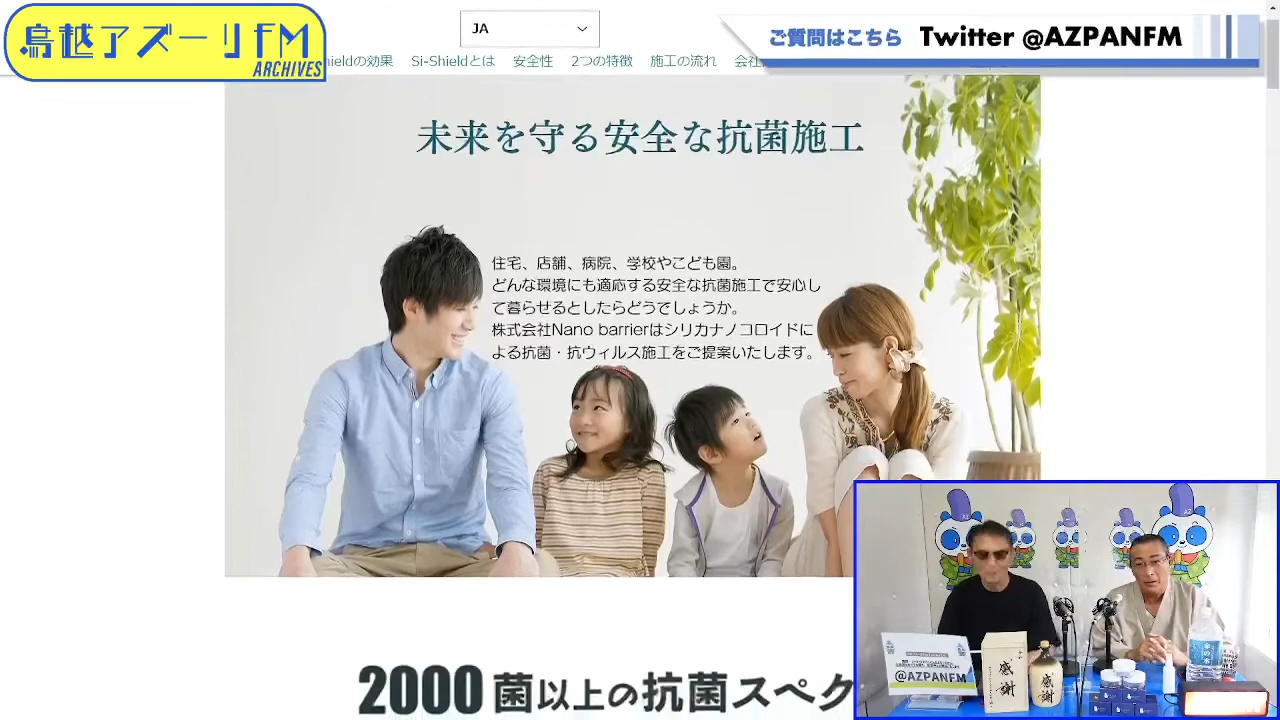 鳥越アズーリFM
ARCHIVES
JA
ご質問はこちら Twitter @AZPANFM
hieldの効果 Si-Shieldとは 安全性 2つの特徴 施工の流れ 会社
未来を守る安全な抗菌施工
住宅、店舗、病院、学校やこども園。
どんな環境にも適応する安全な抗菌施工で安心し
て暮らせるとしたらどうでしょうか。
株式会社Nano barrierはシリカナノコロイドに
よる抗菌・抗ウィルス施工をご提案いたします。
2000菌以上の抗菌スペク
@AZPANFM
感謝
感謝